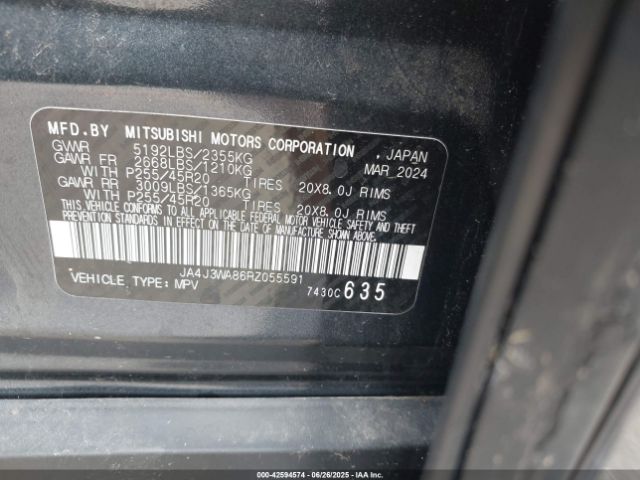 MFD.BY MITSUBISHI MOTORS CORPORATION , JAPAN
GVWR 5192LBS/2355KG MAR 2024
GAWR FR 2668LBS/1210KG
WITH P255/45R20 TIRES 20X8.0J RIMS
GAWR RR 3009LBS/1365KG
WITH P255/45R20 TIRES 20X8.0J RIMS
THIS VEHICLE CONFORMS TO ALL APPLICABLE FEDERAL MOTOR VEHICLE SAFETY AND THEFT
PREVENTION STANDARDS IN EFFECT ON THE DATE OF MANUFACTURE SHOWN ABOVE.
JA4J3WA86RZ055591
VEHICLE TYPE: MPV 7430C 635
000-42594574 | 06/26/2025 | IAAI.COM